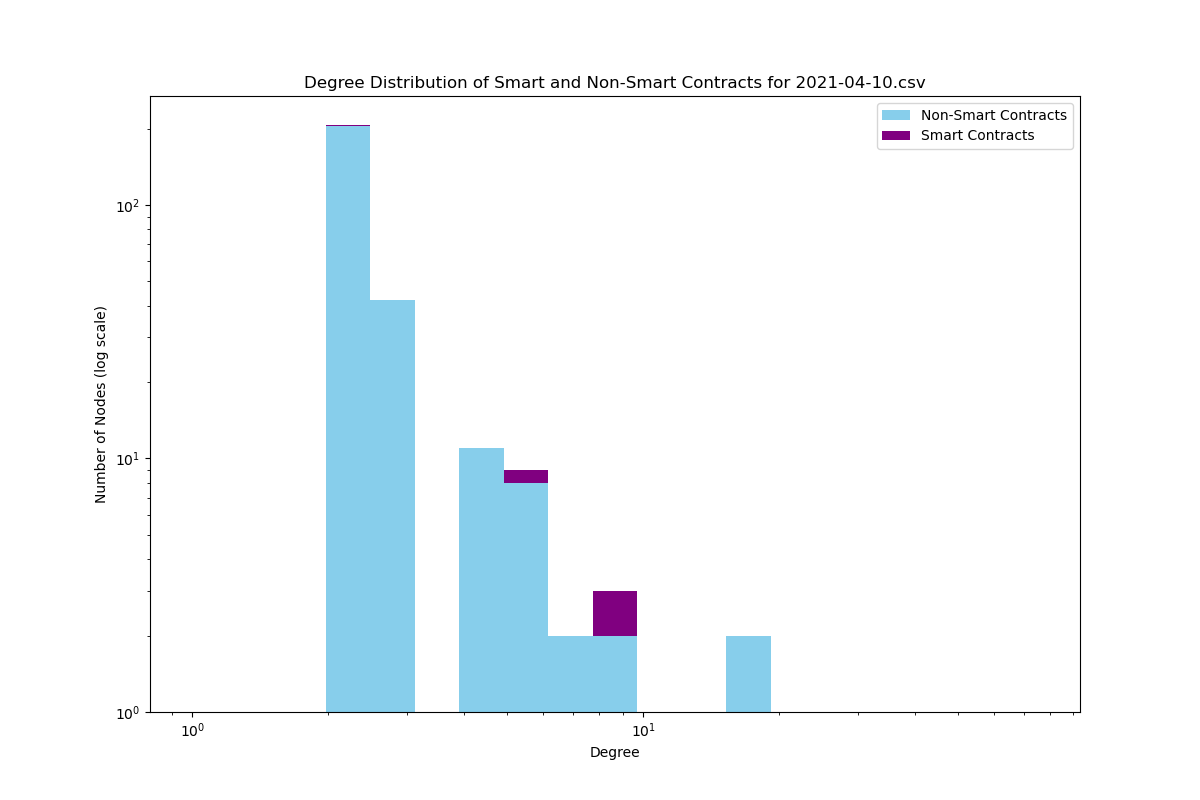 Degree Distribution of Smart and Non-Smart Contracts for 2021-04-10.csv
Non-Smart Contracts
Smart Contracts
Number of Nodes (log scale)
10²
10¹
10⁰
10⁰ 10¹
Degree